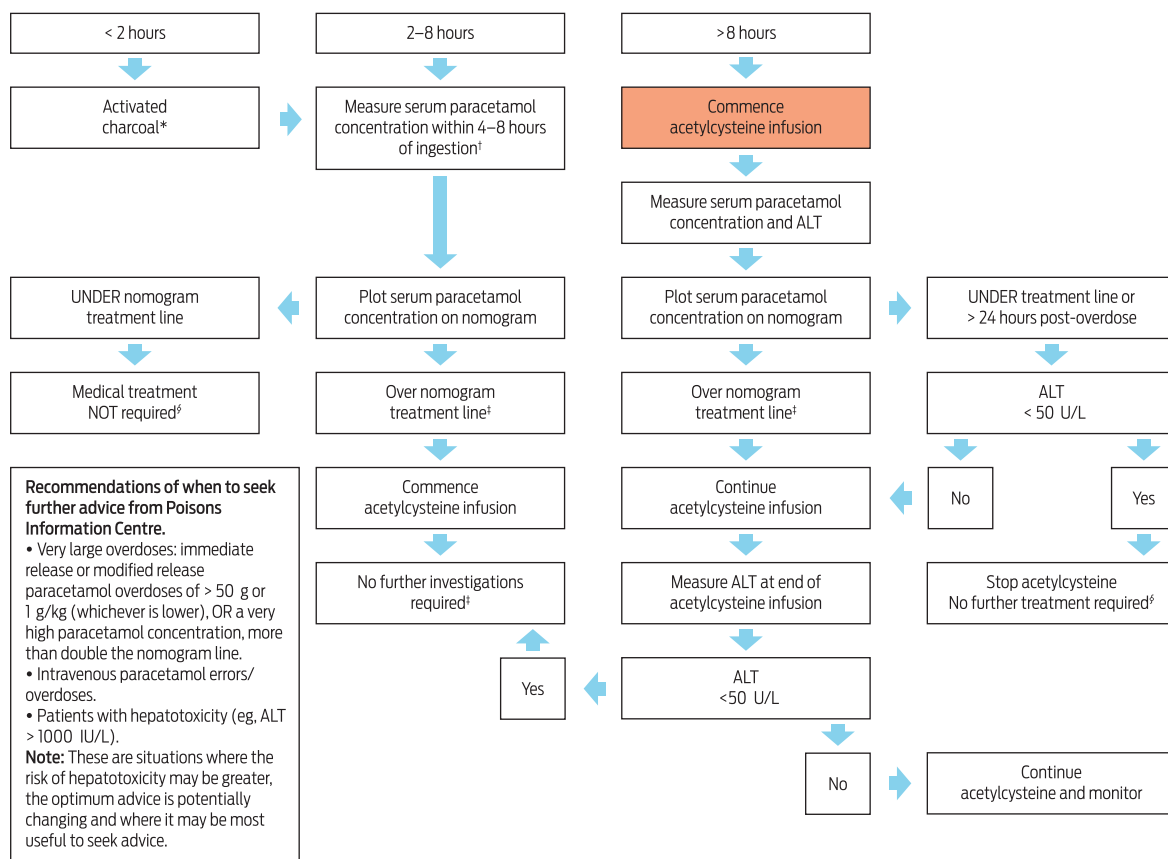 < 2 hours
2–8 hours
>8 hours
Activated
charcoal*
Measure serum paracetamol
concentration within 4–8 hours
of ingestion†
Commence
acetylcysteine infusion
Measure serum paracetamol
concentration and ALT
UNDER nomogram
treatment line
Plot serum paracetamol
concentration on nomogram
Plot serum paracetamol
concentration on nomogram
UNDER treatment line or
> 24 hours post-overdose
Medical treatment
NOT required§
Over nomogram
treatment line‡
Over nomogram
treatment line‡
ALT
< 50 U/L
Commence
acetylcysteine infusion
Continue
acetylcysteine infusion
No
Yes
No further investigations
required‡
Measure ALT at end of
acetylcysteine infusion
Stop acetylcysteine
No further treatment required§
Yes
ALT
<50 U/L
No
Continue
acetylcysteine and monitor
Recommendations of when to seek
further advice from Poisons
Information Centre.
• Very large overdoses: immediate
release or modified release
paracetamol overdoses of > 50 g or
1 g/kg (whichever is lower), OR a very
high paracetamol concentration, more
than double the nomogram line.
• Intravenous paracetamol errors/
overdoses.
• Patients with hepatotoxicity (eg, ALT
> 1000 IU/L).
Note: These are situations where the
risk of hepatotoxicity may be greater,
the optimum advice is potentially
changing and where it may be most
useful to seek advice.